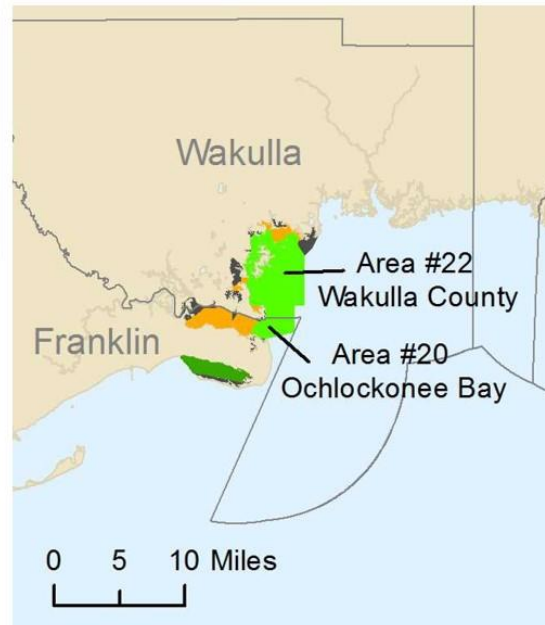 Wakulla
Area #22
Wakulla County
Franklin
Area #20
Ochlockonee Bay
0 5 10 Miles